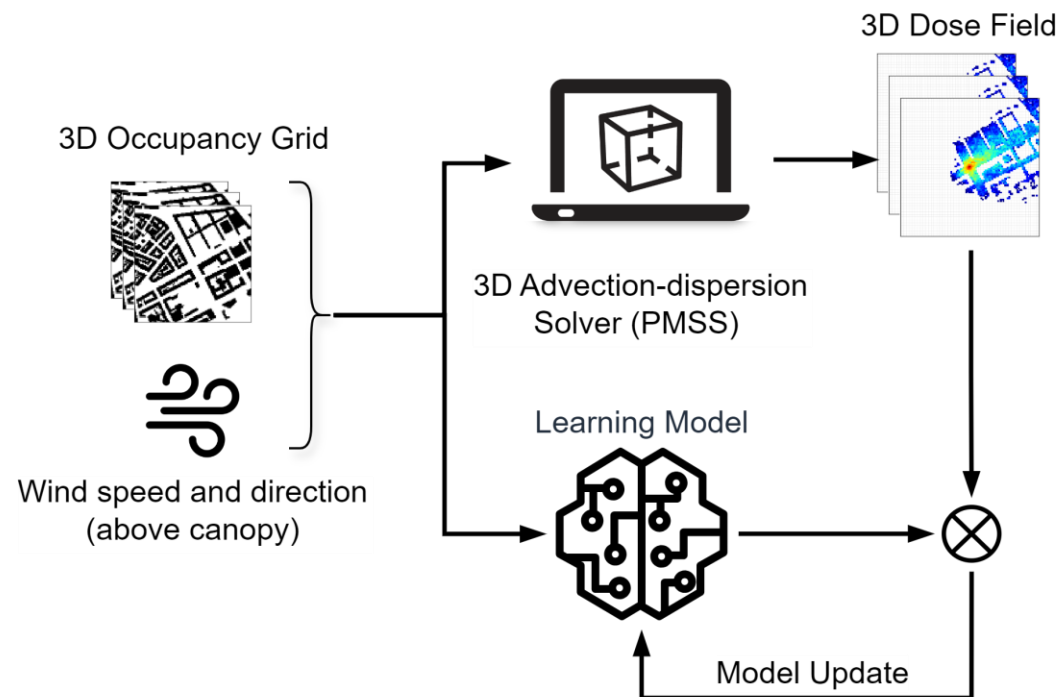 3D Dose Field
3D Occupancy Grid
3D Advection-dispersion
Solver (PMSS)
Learning Model
Wind speed and direction
(above canopy)
Model Update